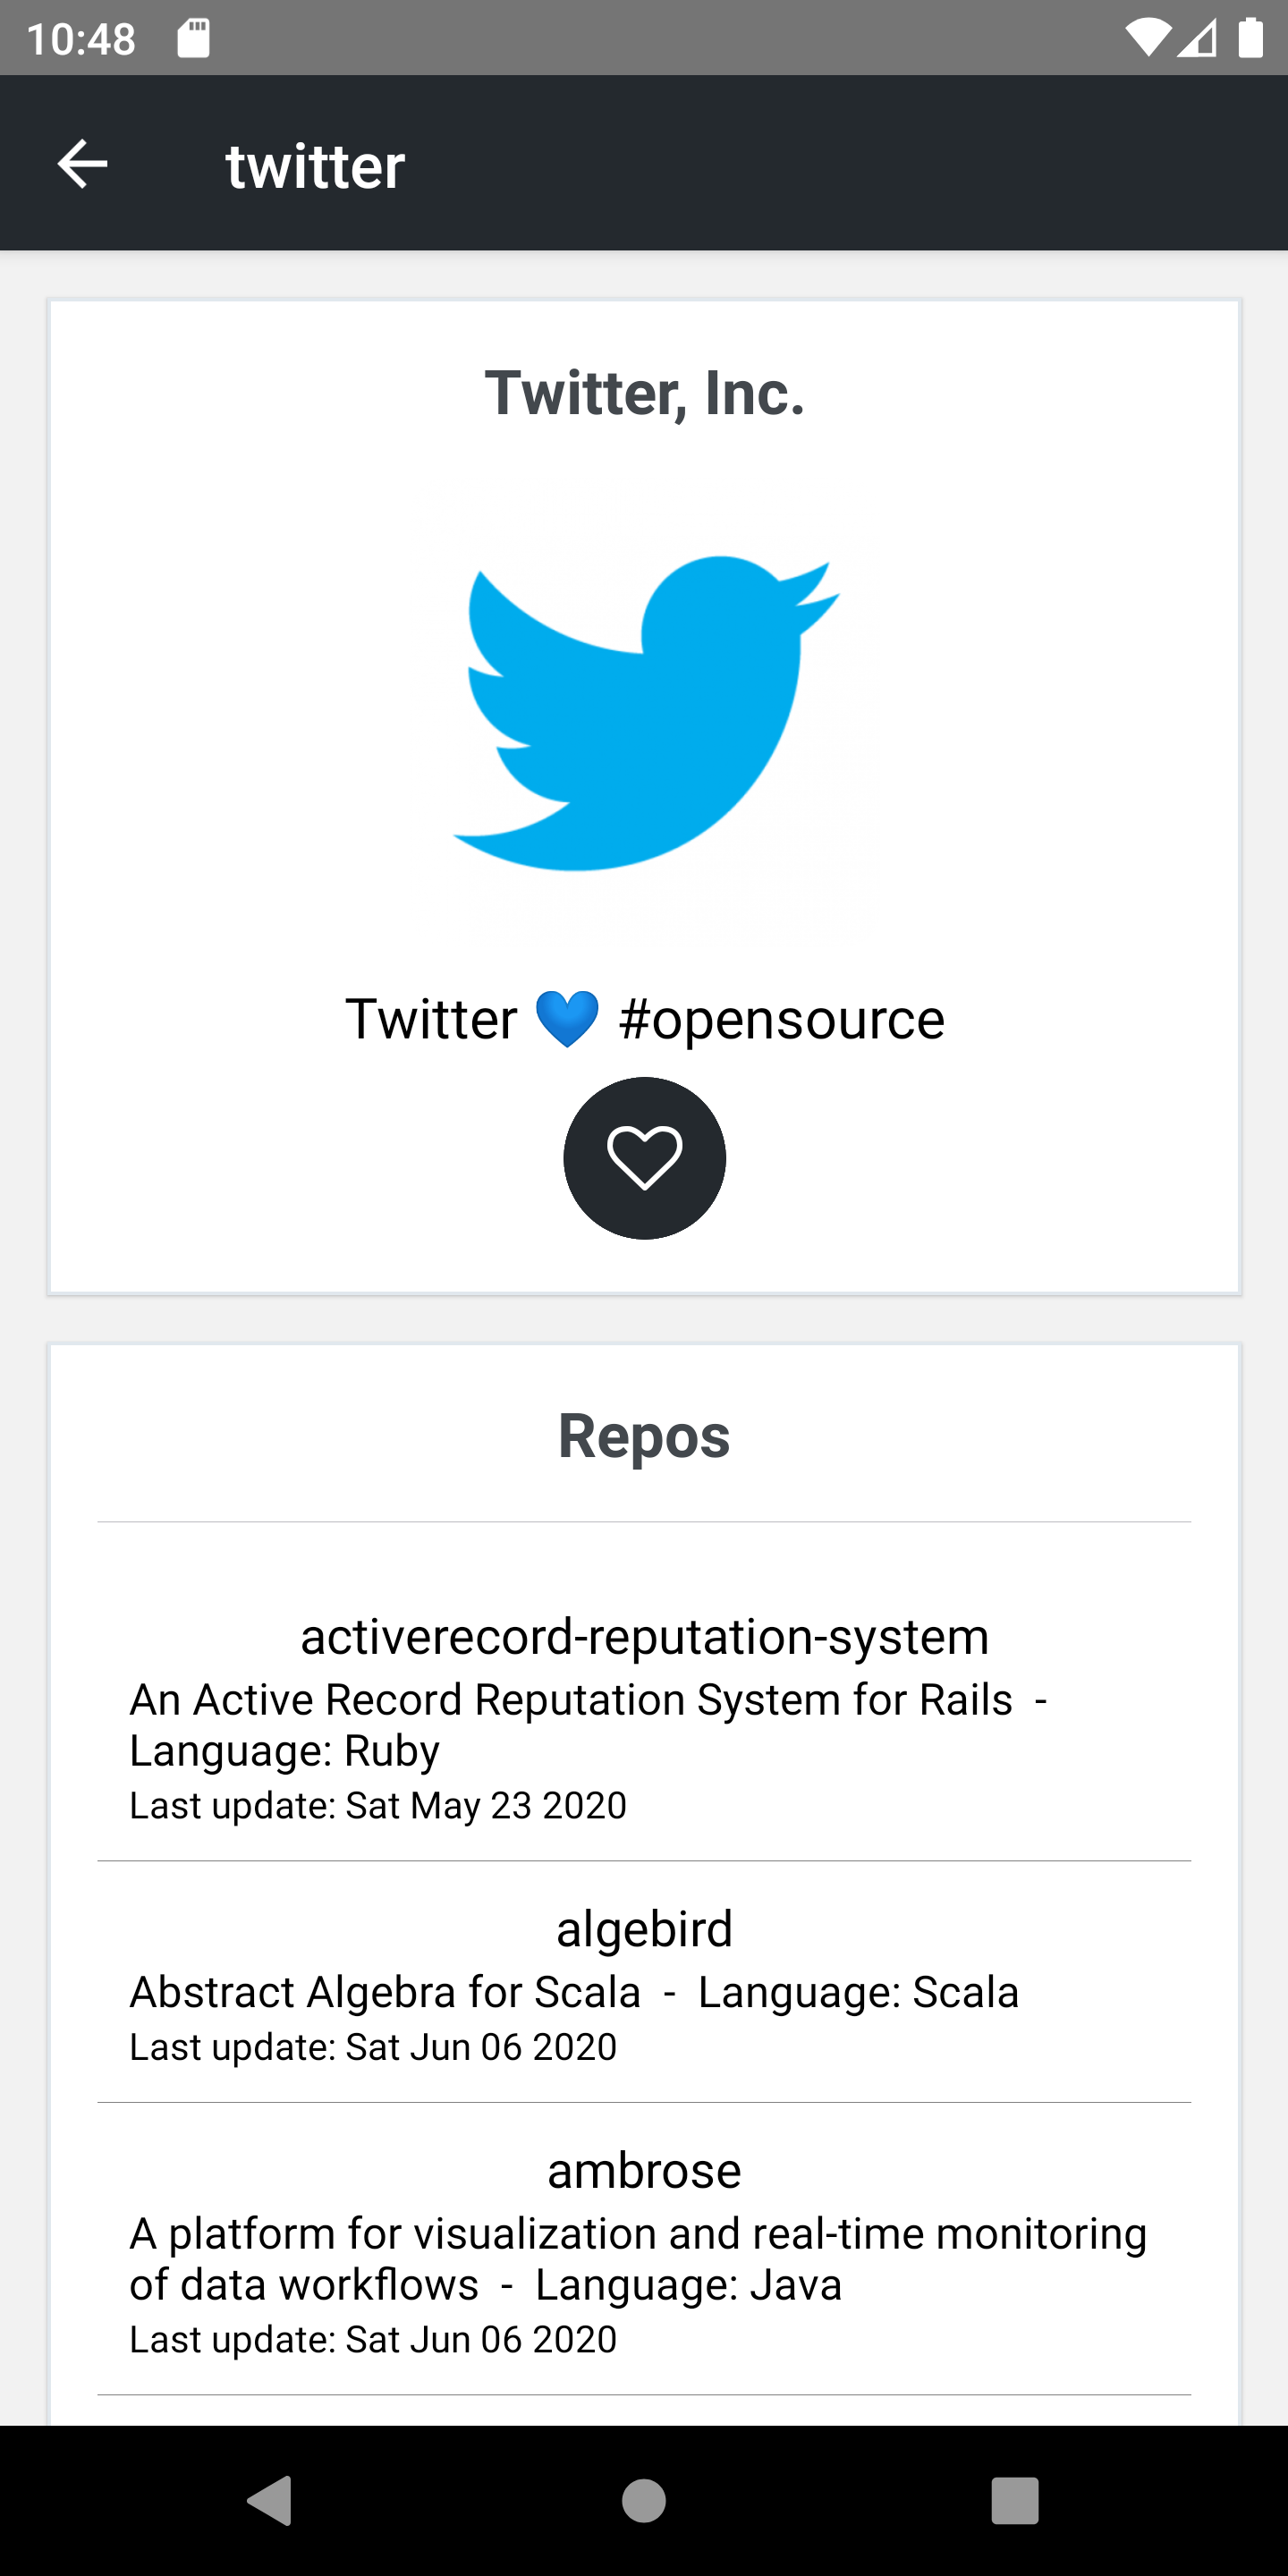 10:48
twitter
Twitter, Inc.
Twitter 💙 #opensource
Repos
activerecord-reputation-system
An Active Record Reputation System for Rails  -
Language: Ruby
Last update: Sat May 23 2020
algebird
Abstract Algebra for Scala  -  Language: Scala
Last update: Sat Jun 06 2020
ambrose
A platform for visualization and real-time monitoring
of data workflows  -  Language: Java
Last update: Sat Jun 06 2020